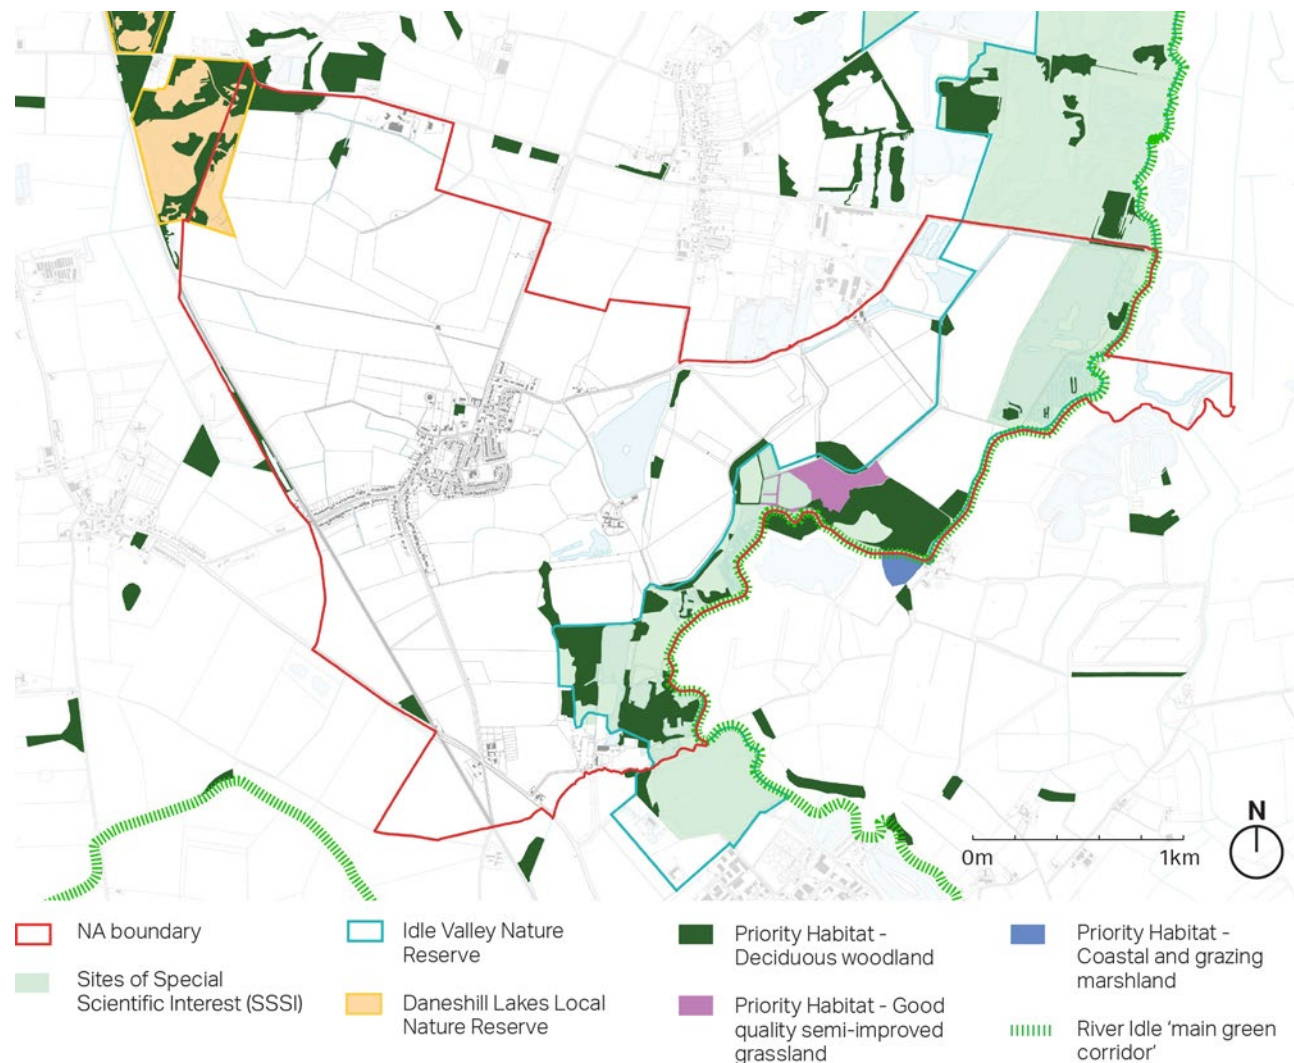 N
0m
1km
NA boundary
Sites of Special
Scientific Interest (SSSI)
Idle Valley Nature
Reserve
Daneshill Lakes Local
Nature Reserve
Priority Habitat -
Deciduous woodland
Priority Habitat - Good
quality semi-improved
grassland
Priority Habitat -
Coastal and grazing
marshland
River Idle 'main green
corridor'